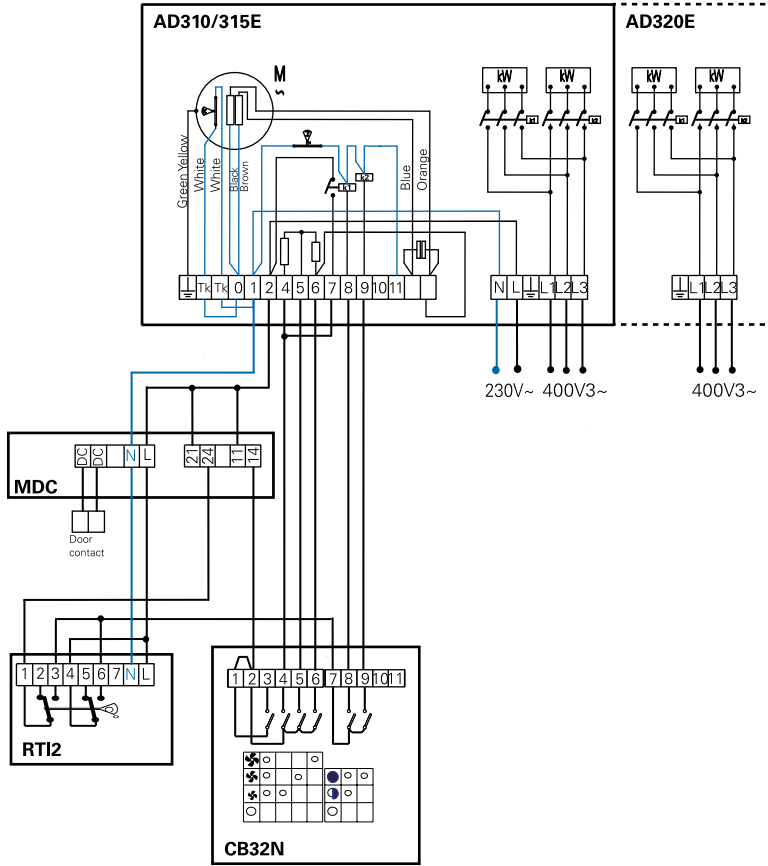 AD310/315E
AD320E
M
~
kW kW kW kW
k1 k2 k1 k2
Green Yellow
White
White
Black
Brown
k1
k2
Blue
Orange
Tk Tk 0 1 2 4 5 6 7 8 9 10 11
N L L1 L2 L3
L1 L2 L3
230V~ 400V3~
400V3~
DC DC N L
21 24 11 14
MDC
Door
contact
1 2 3 4 5 6 7 N L
RTI2
1 2 3 4 5 6 7 8 9 10 11
CB32N